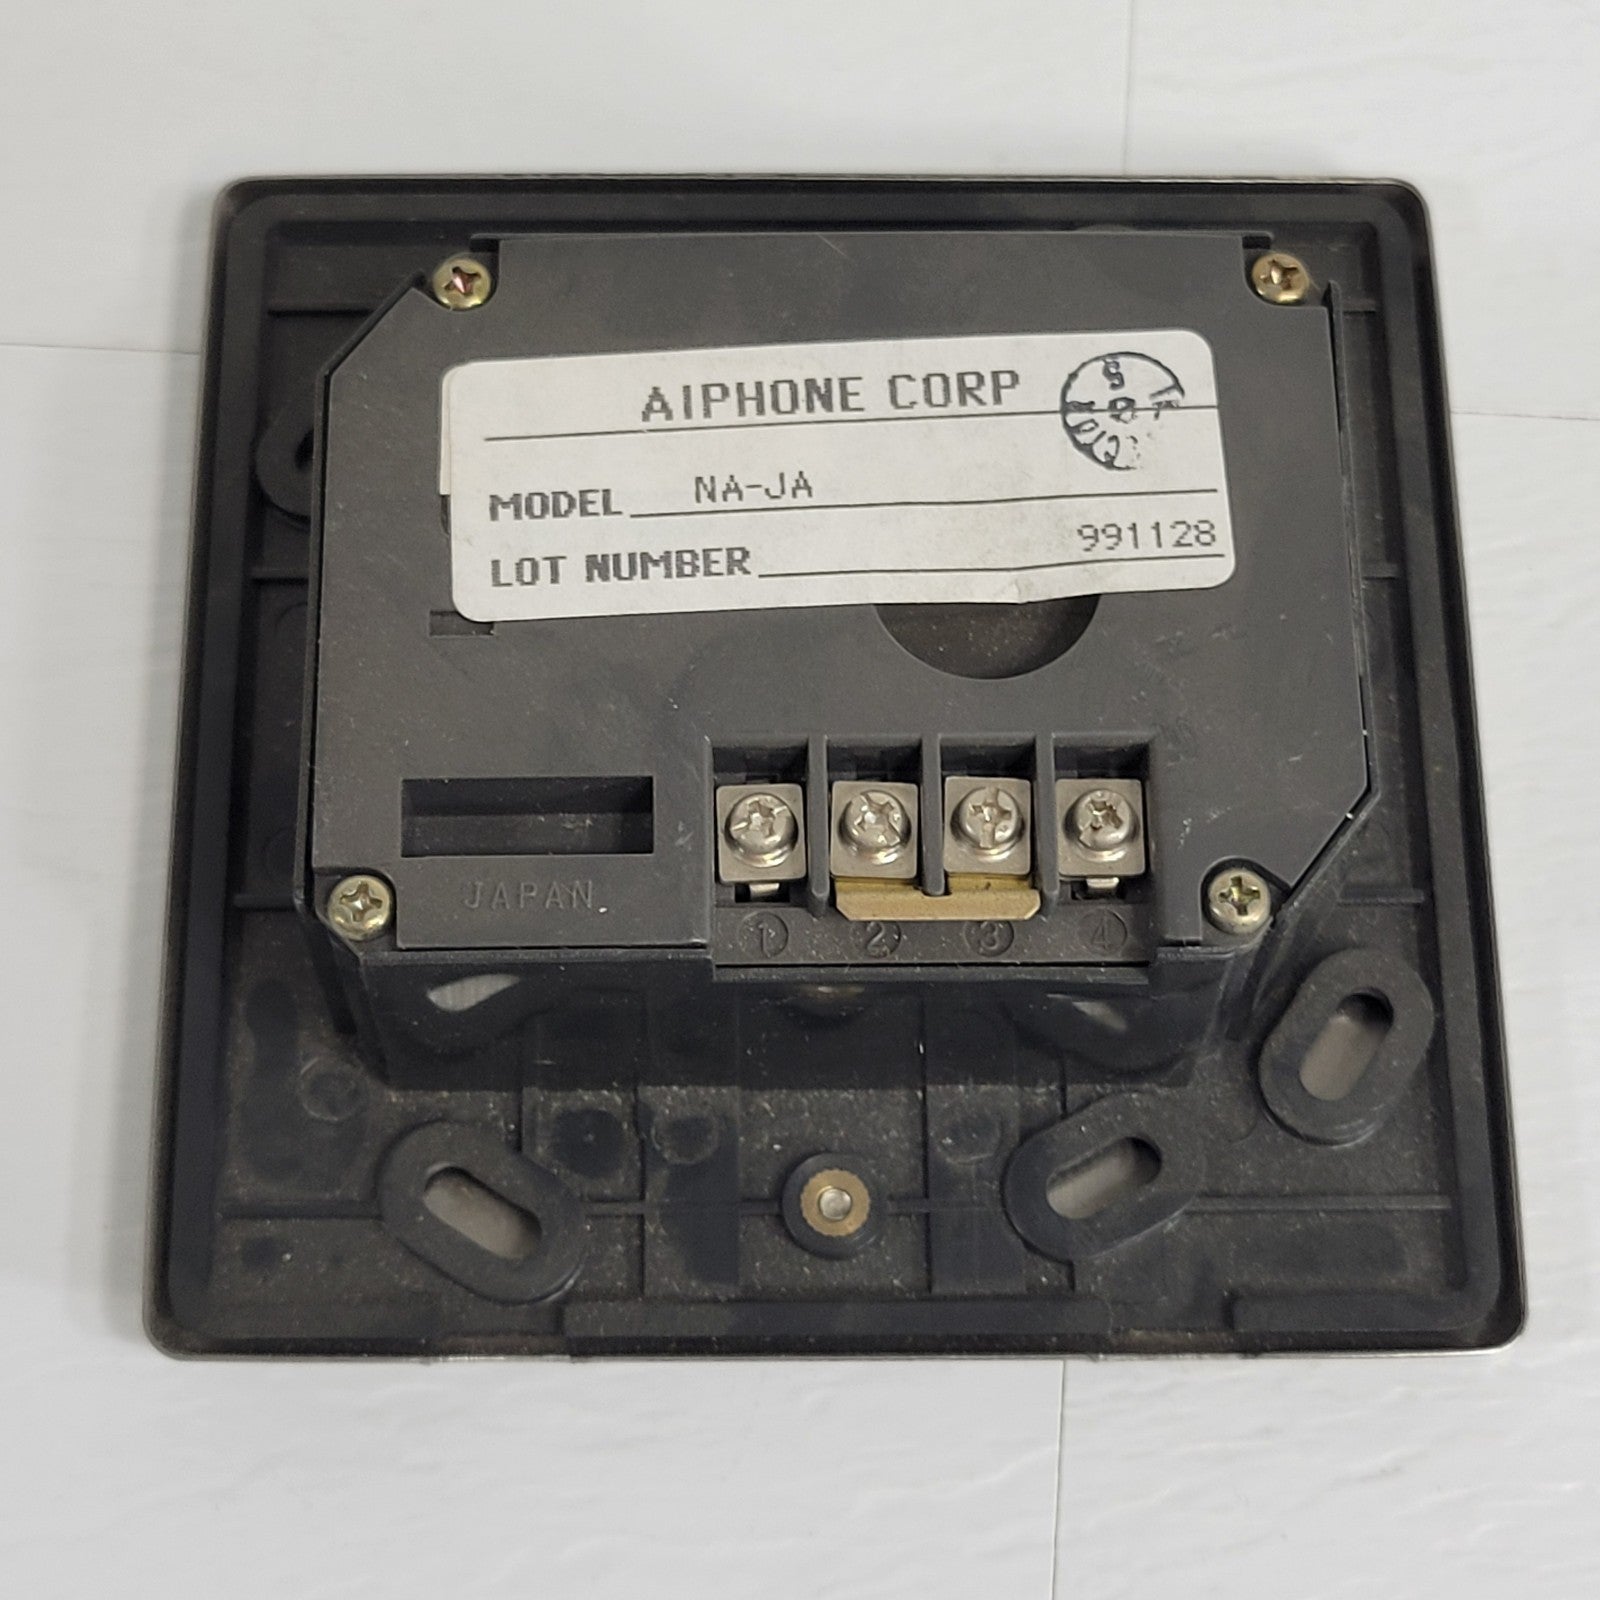 AIPHONE CORP
MODEL NA-JA
LOT NUMBER 991128
JAPAN
1 2 3 4